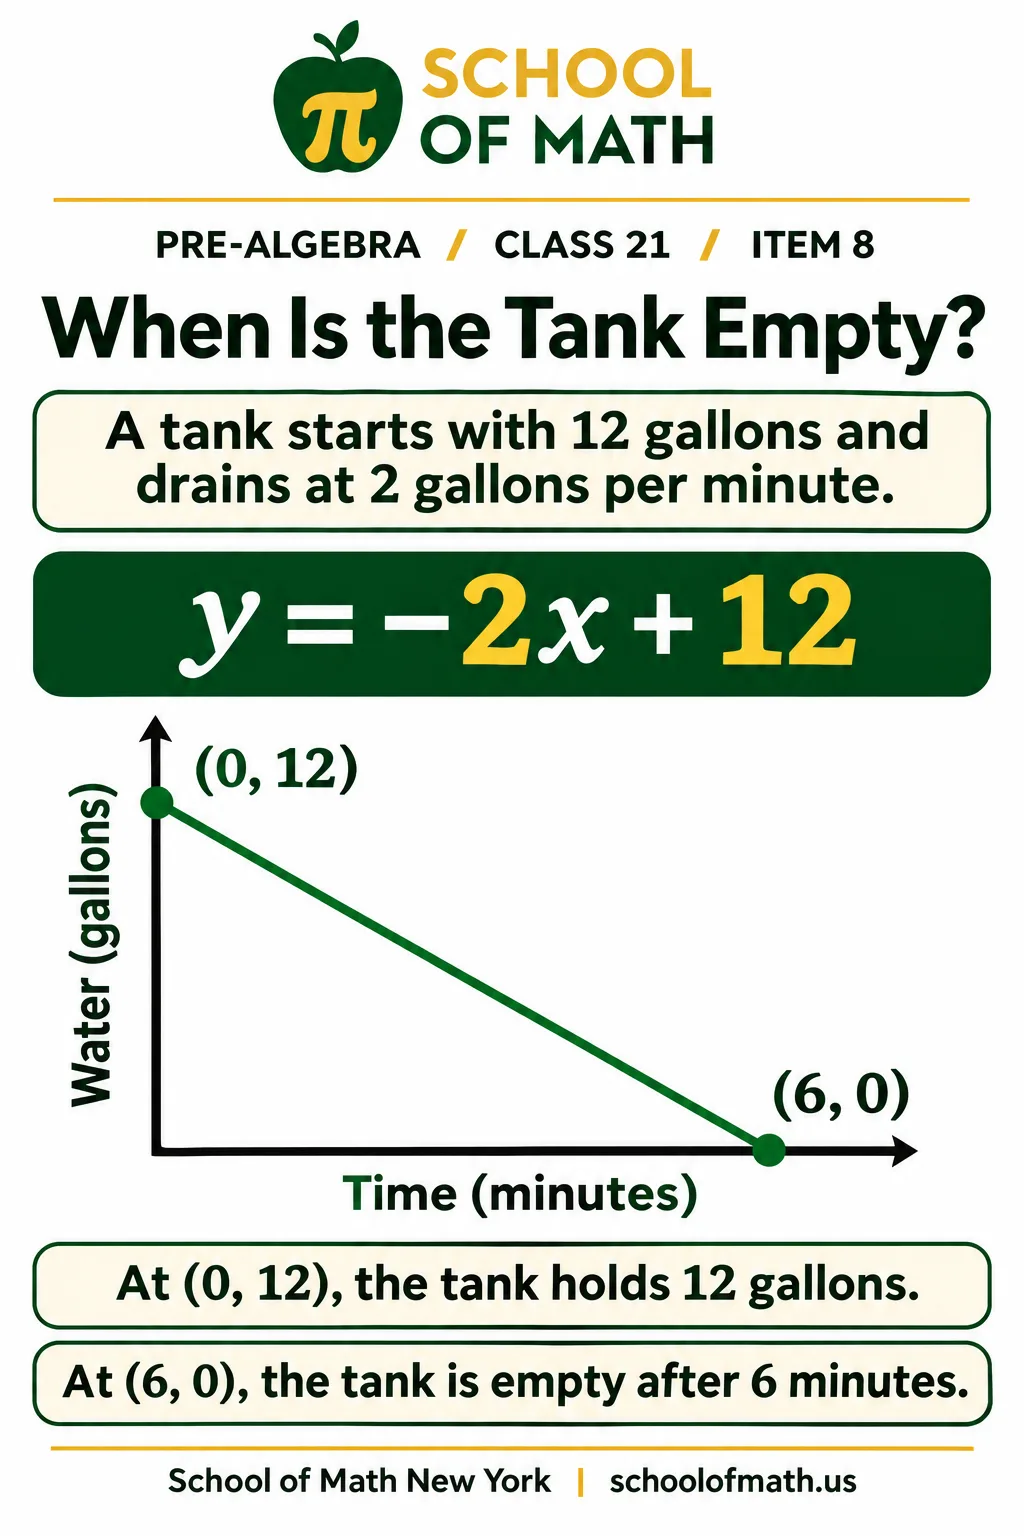 π
SCHOOL
OF MATH
PRE-ALGEBRA / CLASS 21 / ITEM 8
When Is the Tank Empty?
A tank starts with 12 gallons and
drains at 2 gallons per minute.
y = −2x + 12
(0, 12)
Water (gallons)
(6, 0)
Time (minutes)
At (0, 12), the tank holds 12 gallons.
At (6, 0), the tank is empty after 6 minutes.
School of Math New York | schoolofmath.us